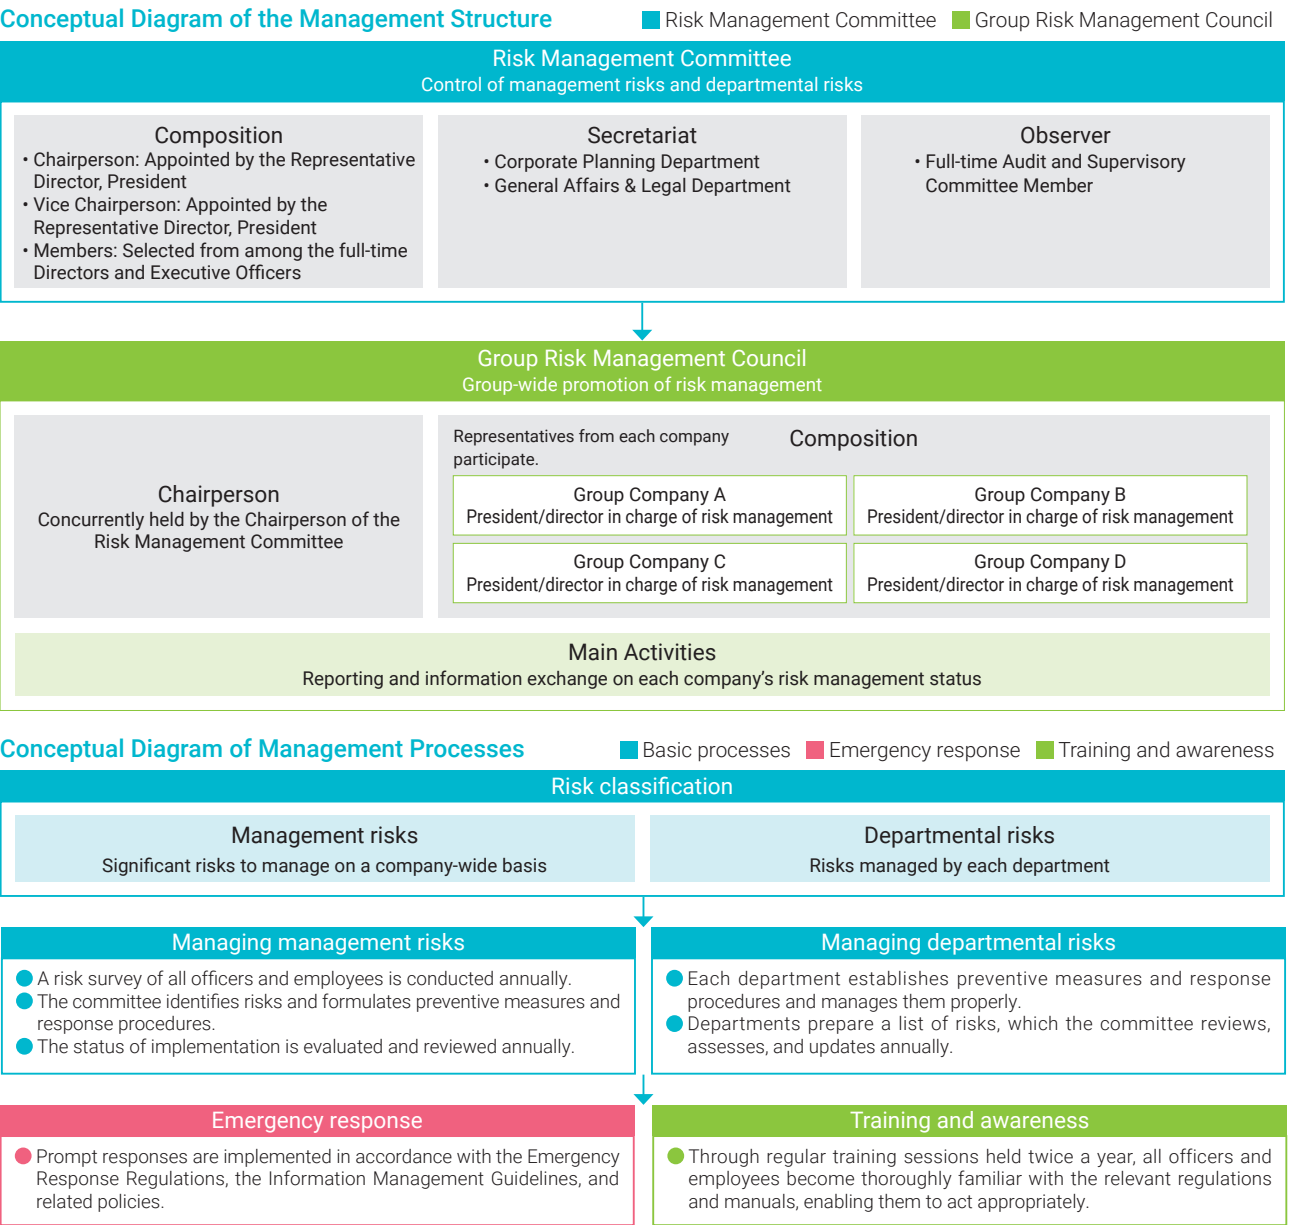 Conceptual Diagram of the Management Structure
Risk Management Committee
Group Risk Management Council
Risk Management Committee
Control of management risks and departmental risks
Composition
• Chairperson: Appointed by the Representative
Director, President
• Vice Chairperson: Appointed by the
Representative Director, President
• Members: Selected from among the full-time
Directors and Executive Officers
Secretariat
• Corporate Planning Department
• General Affairs & Legal Department
Observer
• Full-time Audit and Supervisory
Committee Member
Group Risk Management Council
Group-wide promotion of risk management
Chairperson
Concurrently held by the Chairperson of the
Risk Management Committee
Composition
Representatives from each company
participate.
Group Company A
President/director in charge of risk management
Group Company B
President/director in charge of risk management
Group Company C
President/director in charge of risk management
Group Company D
President/director in charge of risk management
Main Activities
Reporting and information exchange on each company’s risk management status
Conceptual Diagram of Management Processes
Basic processes
Emergency response
Training and awareness
Risk classification
Management risks
Significant risks to manage on a company-wide basis
Departmental risks
Risks managed by each department
Managing management risks
● A risk survey of all officers and employees is conducted annually.
● The committee identifies risks and formulates preventive measures and
response procedures.
● The status of implementation is evaluated and reviewed annually.
Managing departmental risks
● Each department establishes preventive measures and response
procedures and manages them properly.
● Departments prepare a list of risks, which the committee reviews,
assesses, and updates annually.
Emergency response
● Prompt responses are implemented in accordance with the Emergency
Response Regulations, the Information Management Guidelines, and
related policies.
Training and awareness
● Through regular training sessions held twice a year, all officers and
employees become thoroughly familiar with the relevant regulations
and manuals, enabling them to act appropriately.